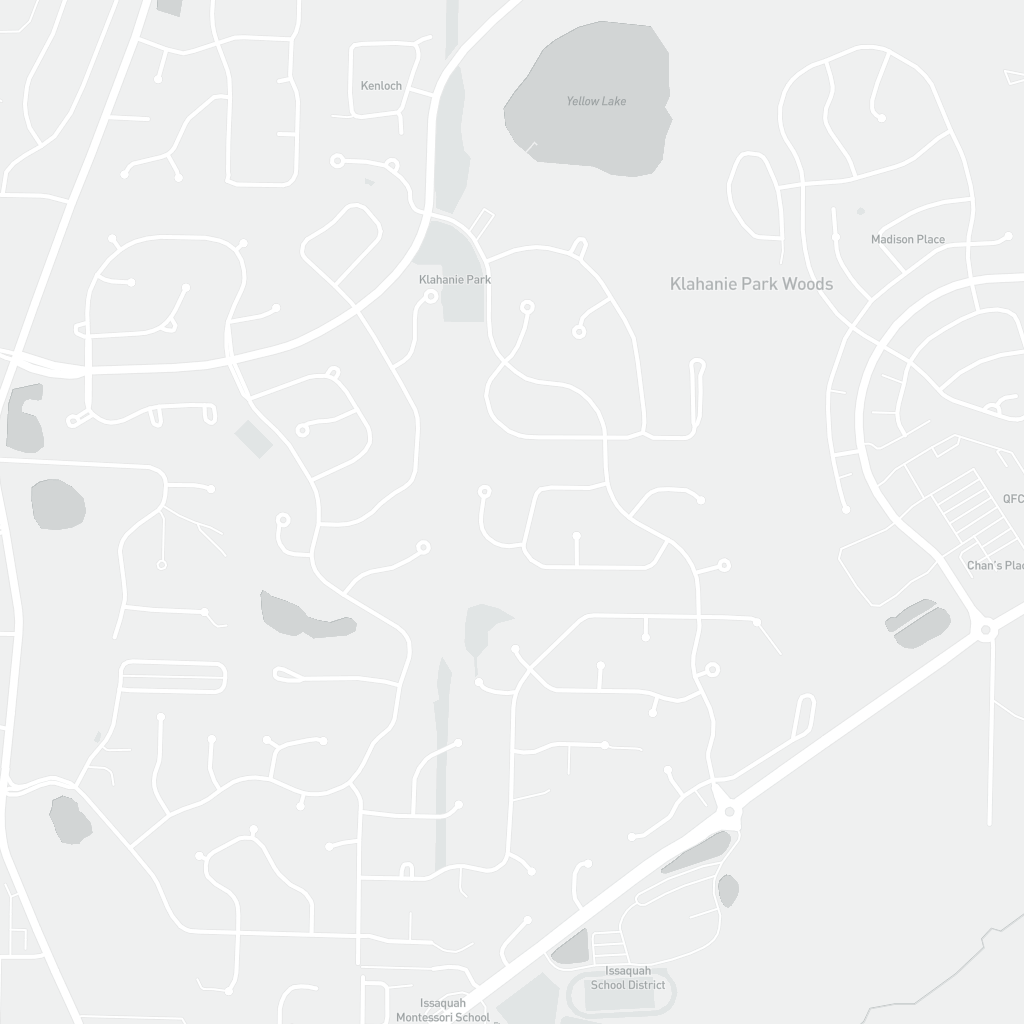 Kenloch
Yellow Lake
Madison Place
Klahanie Park
Klahanie Park Woods
QFC
Chan's Plac
Issaquah
School District
Issaquah
Montessori School